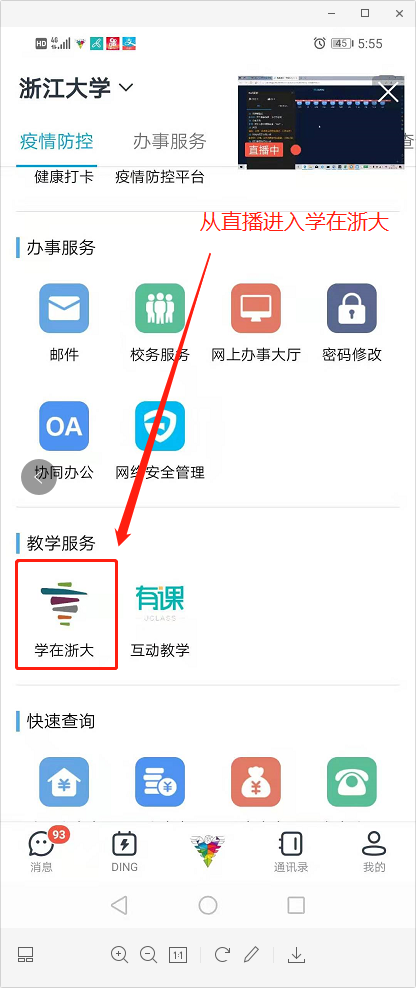 HD 4G 45 5:55
浙江大学
直播中
疫情防控 办事服务 查
健康打卡 疫情防控平台
从直播进入学在浙大
办事服务
邮件 校务服务 网上办事大厅 密码修改
OA
协同办公 网络安全管理
教学服务
有课
JCLASS
学在浙大 互动教学
快速查询
93
消息 DING 通讯录 我的
1:1